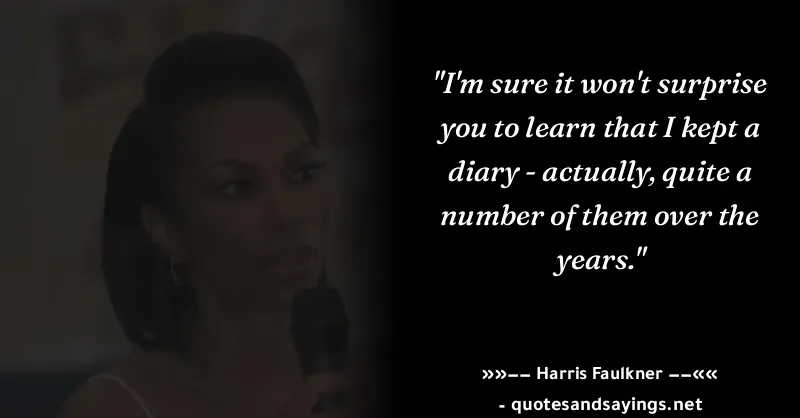 "I'm sure it won't surprise
you to learn that I kept a
diary - actually, quite a
number of them over the
years."
»»−− Harris Faulkner −−««
- quotesandsayings.net